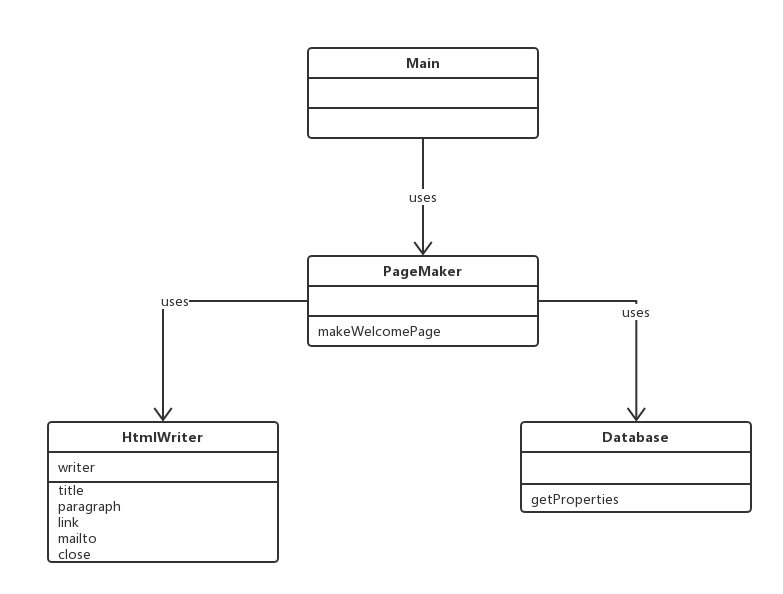 Main
uses
PageMaker
makeWelcomePage
uses
uses
HtmlWriter
writer
title
paragraph
link
mailto
close
Database
getProperties